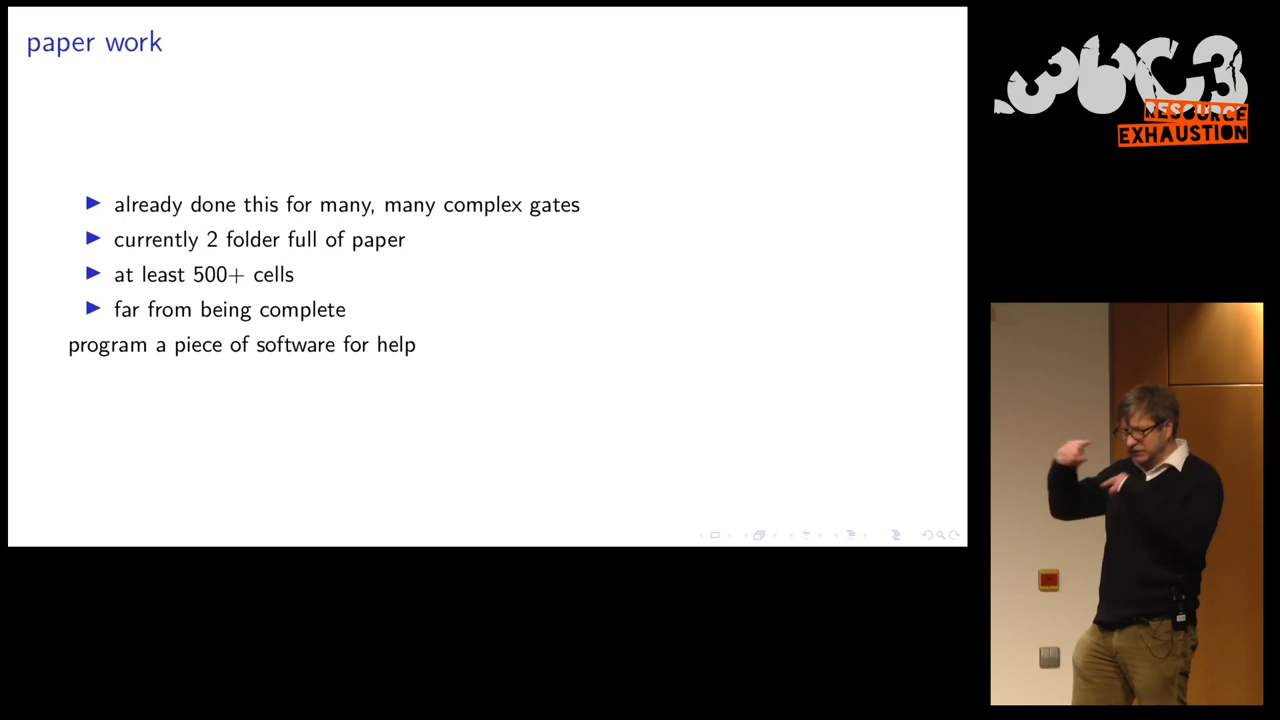 paper work
36C3
RESOURCE
EXHAUSTION
already done this for many, many complex gates
currently 2 folder full of paper
at least 500+ cells
far from being complete
program a piece of software for help